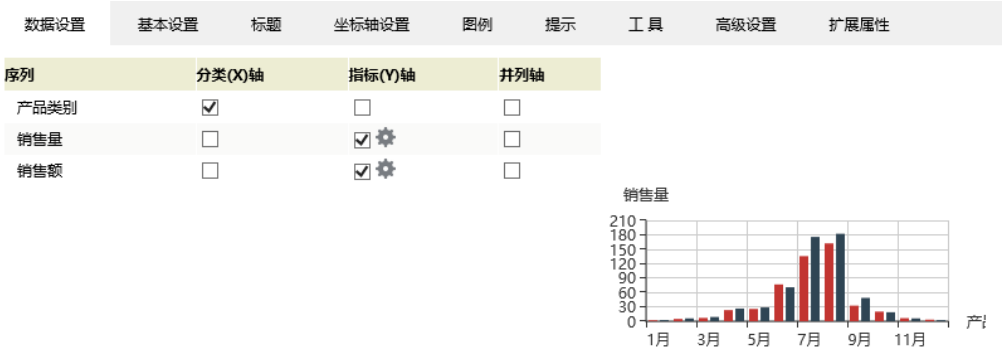 数据设置 基本设置 标题 坐标轴设置 图例 提示 工具 高级设置 扩展属性
序列 分类(X)轴 指标(Y)轴 并列轴
产品类别
销售量
销售额
销售量
210
180
150
120
90
60
30
0
产
1月 3月 5月 7月 9月 11月